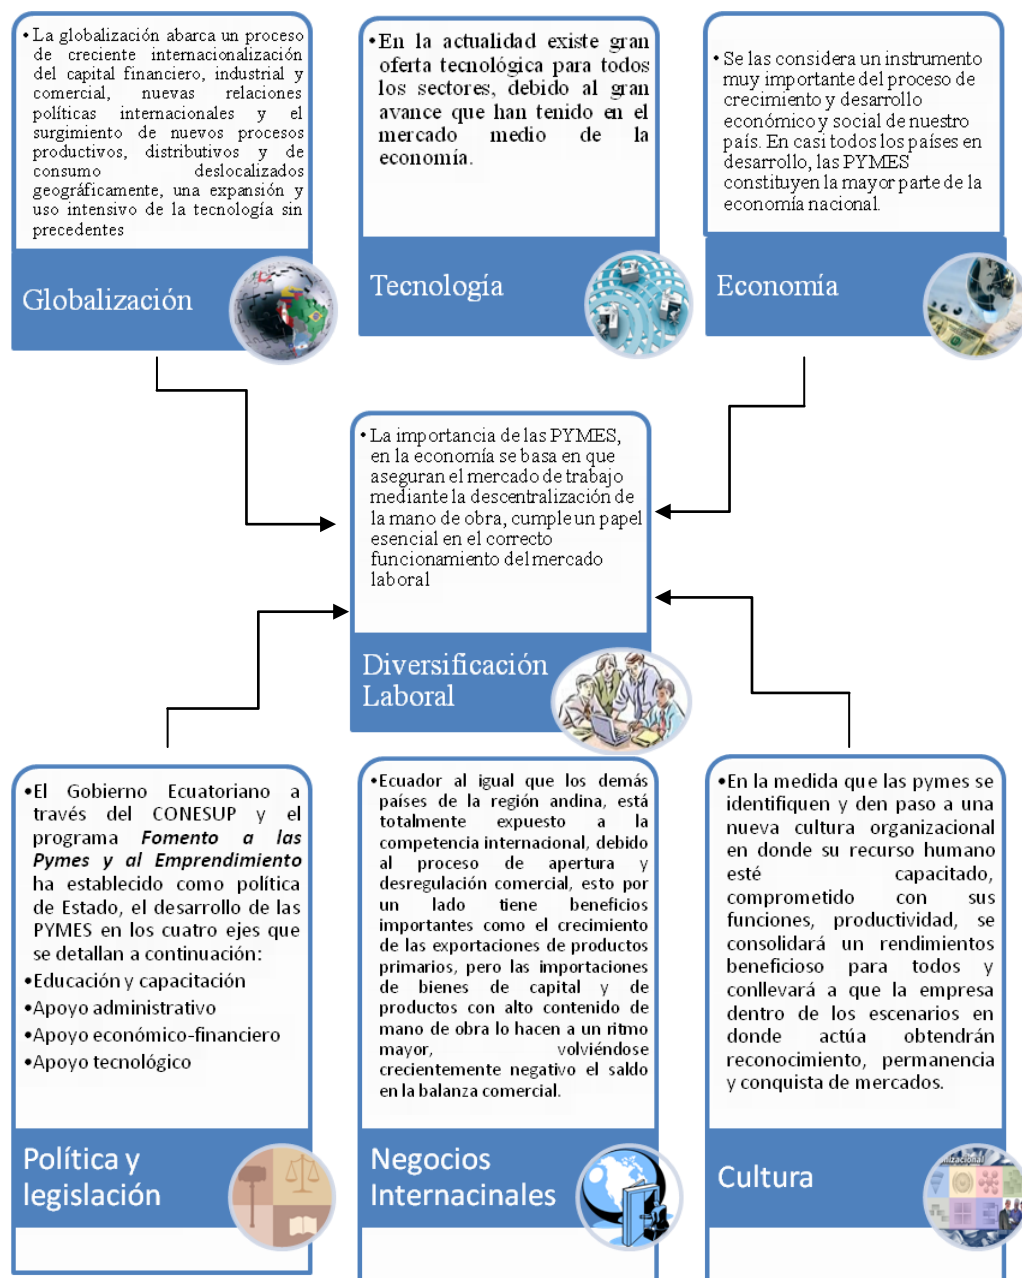 • La globalización abarca un proceso
de creciente internacionalización
del capital financiero, industrial y
comercial, nuevas relaciones
políticas internacionales y el
surgimiento de nuevos procesos
productivos, distributivos y de
consumo deslocalizados
geográficamente, una expansión y
uso intensivo de la tecnología sin
precedentes
Globalización
•En la actualidad existe gran
oferta tecnológica para todos
los sectores, debido al gran
avance que han tenido en el
mercado medio de la
economía.
Tecnología
• Se las considera un instrumento
muy importante del proceso de
crecimiento y desarrollo
económico y social de nuestro
país. En casi todos los países en
desarrollo, las PYMES
constituyen la mayor parte de la
economía nacional.
Economía
• La importancia de las PYMES,
en la economía se basa en que
aseguran el mercado de trabajo
mediante la descentralización de
la mano de obra, cumple un papel
esencial en el correcto
funcionamiento del mercado
laboral
Diversificación
Laboral
•El Gobierno Ecuatoriano a
través del CONESUP y el
programa Fomento a las
Pymes y al Emprendimiento
ha establecido como política
de Estado, el desarrollo de las
PYMES en los cuatro ejes que
se detallan a continuación:
•Educación y capacitación
•Apoyo administrativo
•Apoyo económico-financiero
•Apoyo tecnológico
Política y
legislación
•Ecuador al igual que los demás
países de la región andina, está
totalmente expuesto a la
competencia internacional, debido
al proceso de apertura y
desregulación comercial, esto por
un lado tiene beneficios
importantes como el crecimiento
de las exportaciones de productos
primarios, pero las importaciones
de bienes de capital y de
productos con alto contenido de
mano de obra lo hacen a un ritmo
mayor, volviéndose
crecientemente negativo el saldo
en la balanza comercial.
Negocios
Internacinales
•En la medida que las pymes se
identifiquen y den paso a una
nueva cultura organizacional
en donde su recurso humano
esté capacitado,
comprometido con sus
funciones, productividad, se
consolidará un rendimientos
beneficioso para todos y
conllevará a que la empresa
dentro de los escenarios en
donde actúa obtendrán
reconocimiento, permanencia
y conquista de mercados.
Cultura